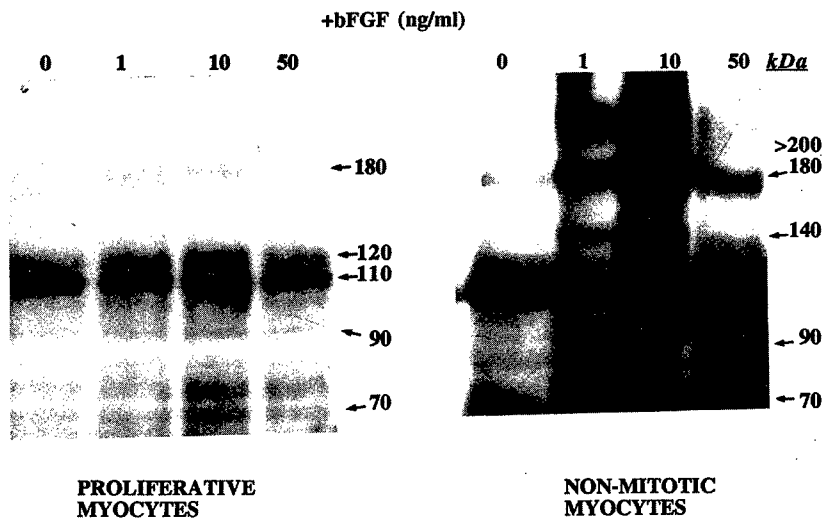 +bFGF (ng/ml)
0 1 10 50
0 1 10 50 kDa
180
120
110
90
70
>200
180
140
90
70
PROLIFERATIVE
MYOCYTES
NON-MITOTIC
MYOCYTES